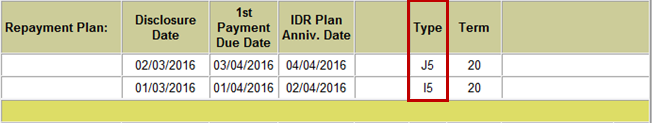 Repayment Plan: Disclosure Date 1st Payment Due Date IDR Plan Anniv. Date Type Term
02/03/2016 03/04/2016 04/04/2016 J5 20
01/03/2016 01/04/2016 02/04/2016 I5 20